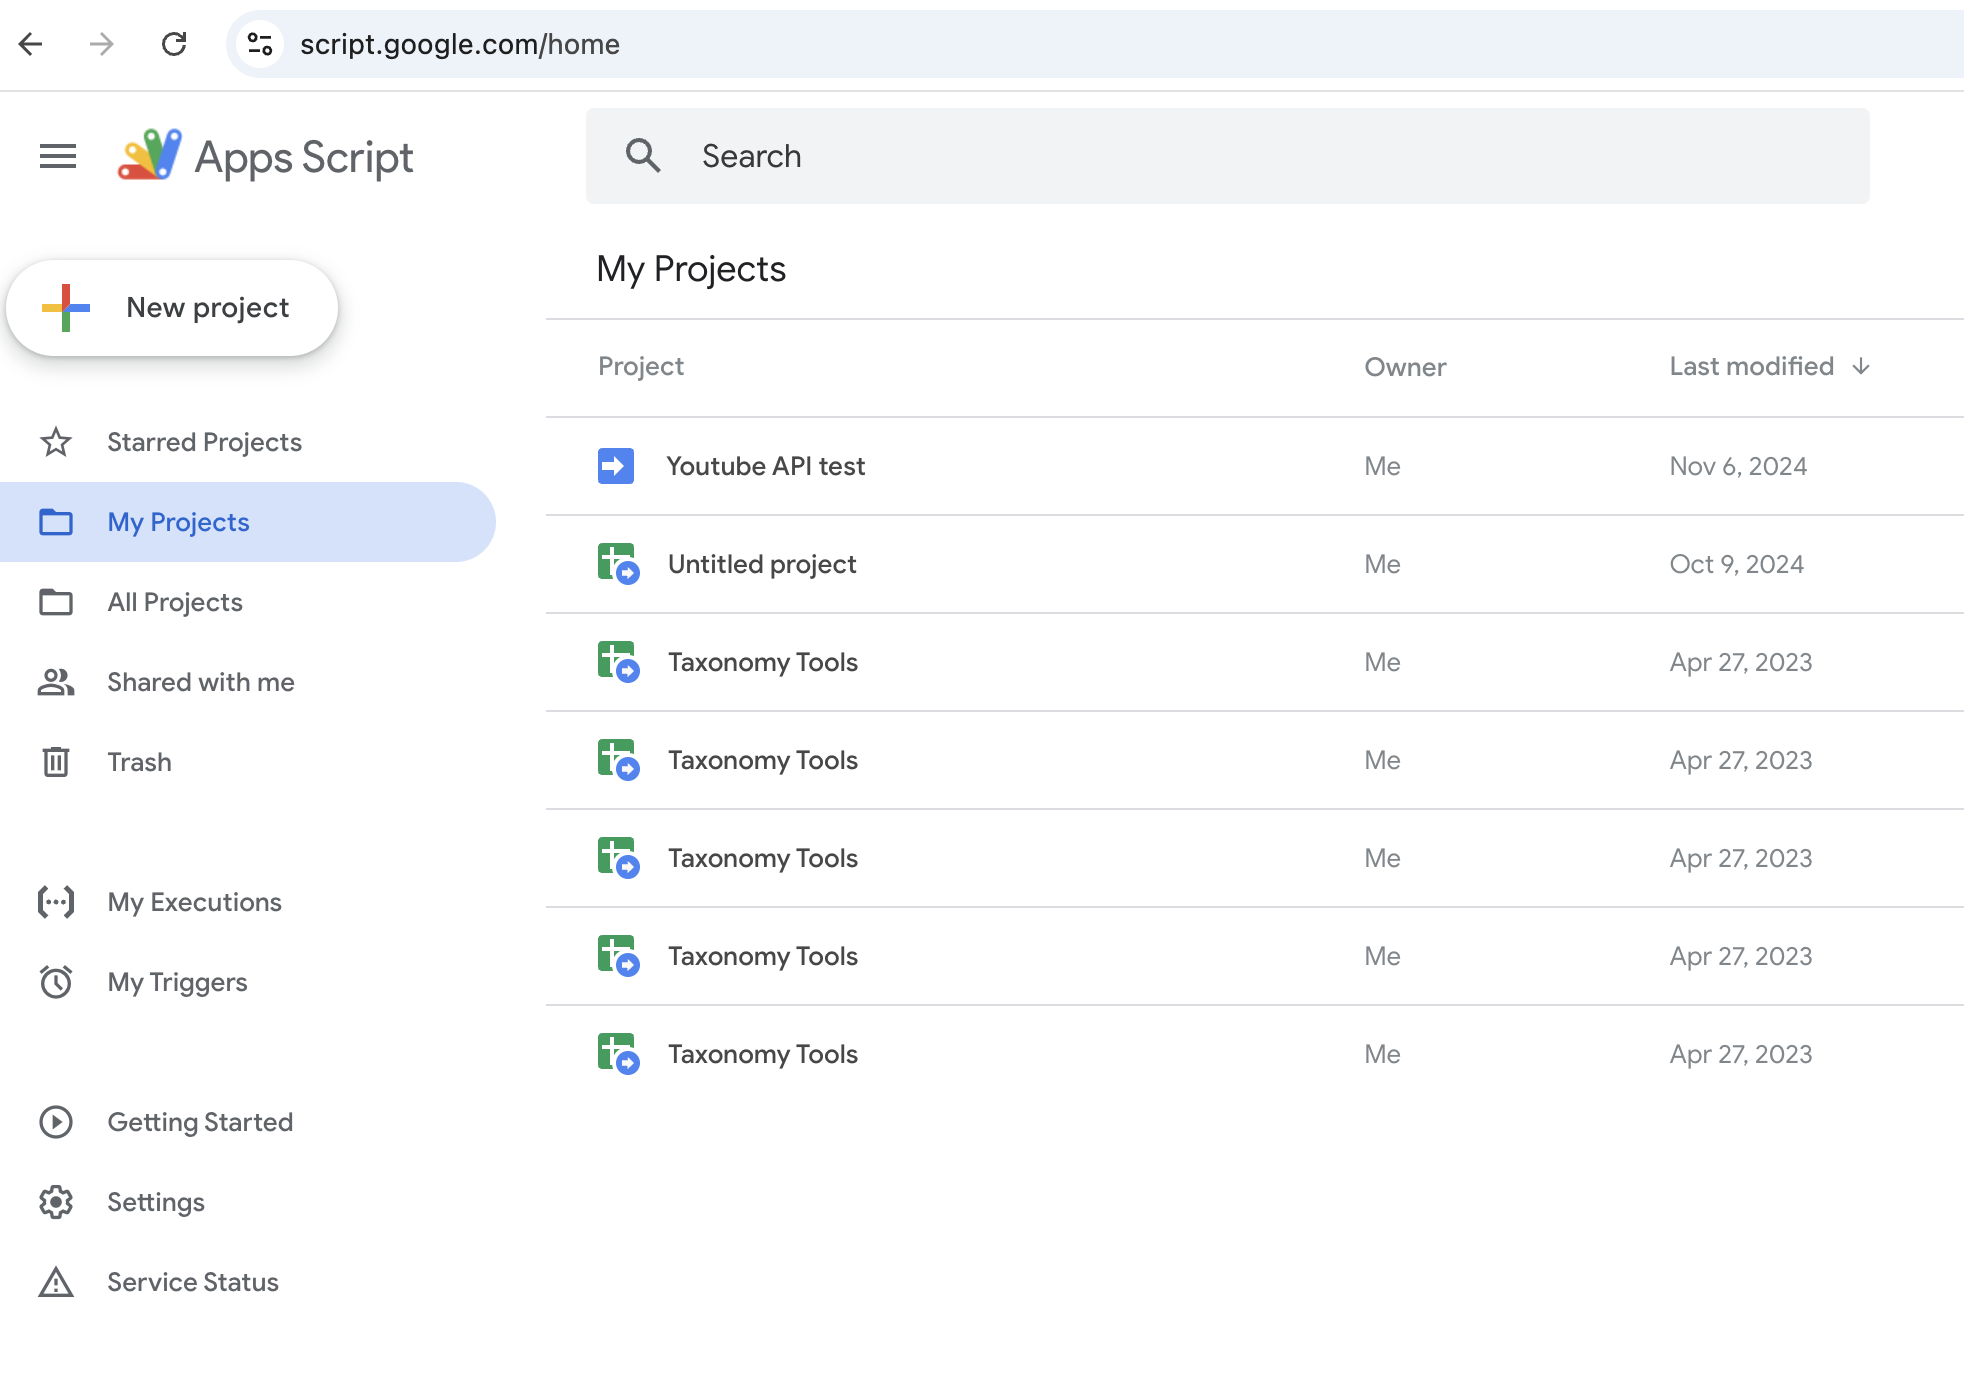 script.google.com/home
Apps Script
Search
New project
Starred Projects
My Projects
All Projects
Shared with me
Trash
My Executions
My Triggers
Getting Started
Settings
Service Status
My Projects
Project Owner Last modified
Youtube API test Me Nov 6, 2024
Untitled project Me Oct 9, 2024
Taxonomy Tools Me Apr 27, 2023
Taxonomy Tools Me Apr 27, 2023
Taxonomy Tools Me Apr 27, 2023
Taxonomy Tools Me Apr 27, 2023
Taxonomy Tools Me Apr 27, 2023